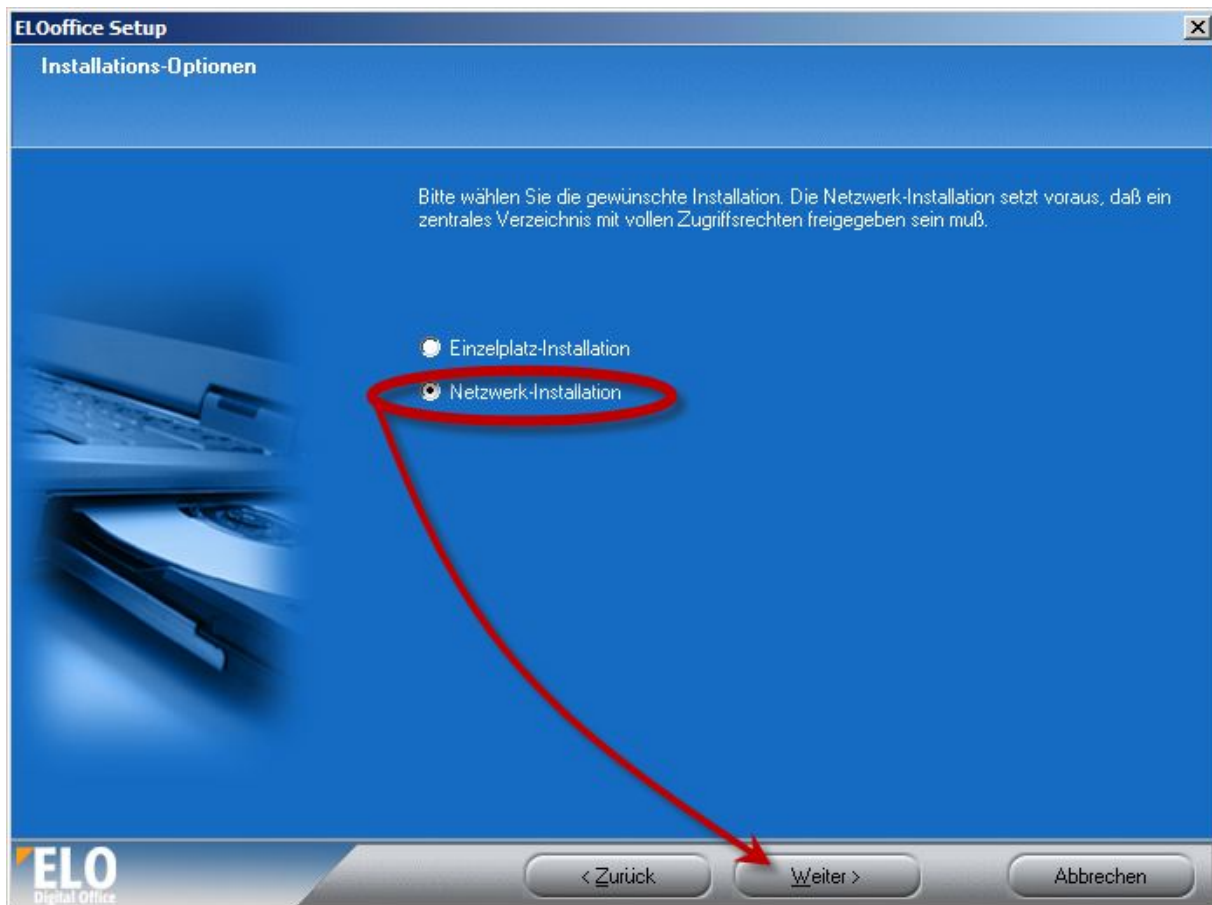 ELOoffice Setup
Installations-Optionen
Bitte wählen Sie die gewünschte Installation. Die Netzwerk-Installation setzt voraus, daß ein
zentrales Verzeichnis mit vollen Zugriffsrechten freigegeben sein muß.
Einzelplatz-Installation
Netzwerk-Installation
ELO
Digital Office
< Zurück
Weiter >
Abbrechen